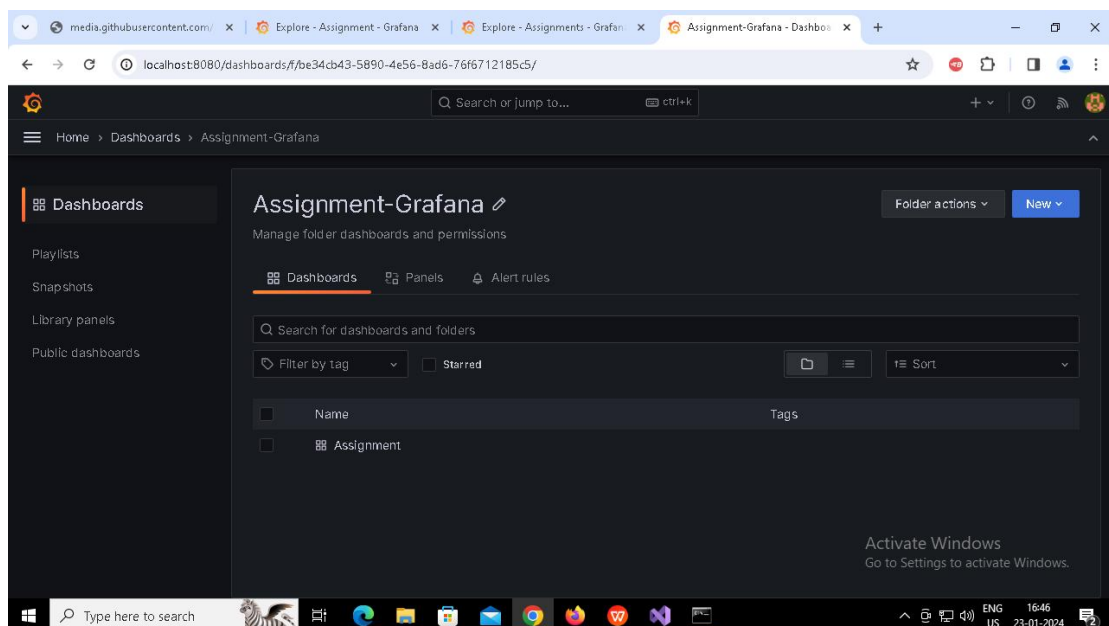 media.githubusercontent.com/
Explore - Assignment - Grafana
Explore - Assignments - Grafan
Assignment-Grafana - Dashboa
localhost:8080/dashboards/f/be34cb43-5890-4e56-8ad6-76f6712185c5/
Search or jump to... ctrl+k
Home › Dashboards › Assignment-Grafana
Dashboards
Playlists
Snapshots
Library panels
Public dashboards
Assignment-Grafana
Folder actions
New
Manage folder dashboards and permissions
Dashboards Panels Alert rules
Search for dashboards and folders
Filter by tag Starred Sort
Name Tags
Assignment
Activate Windows
Go to Settings to activate Windows.
Type here to search
ENG 16:46
US 23-01-2024